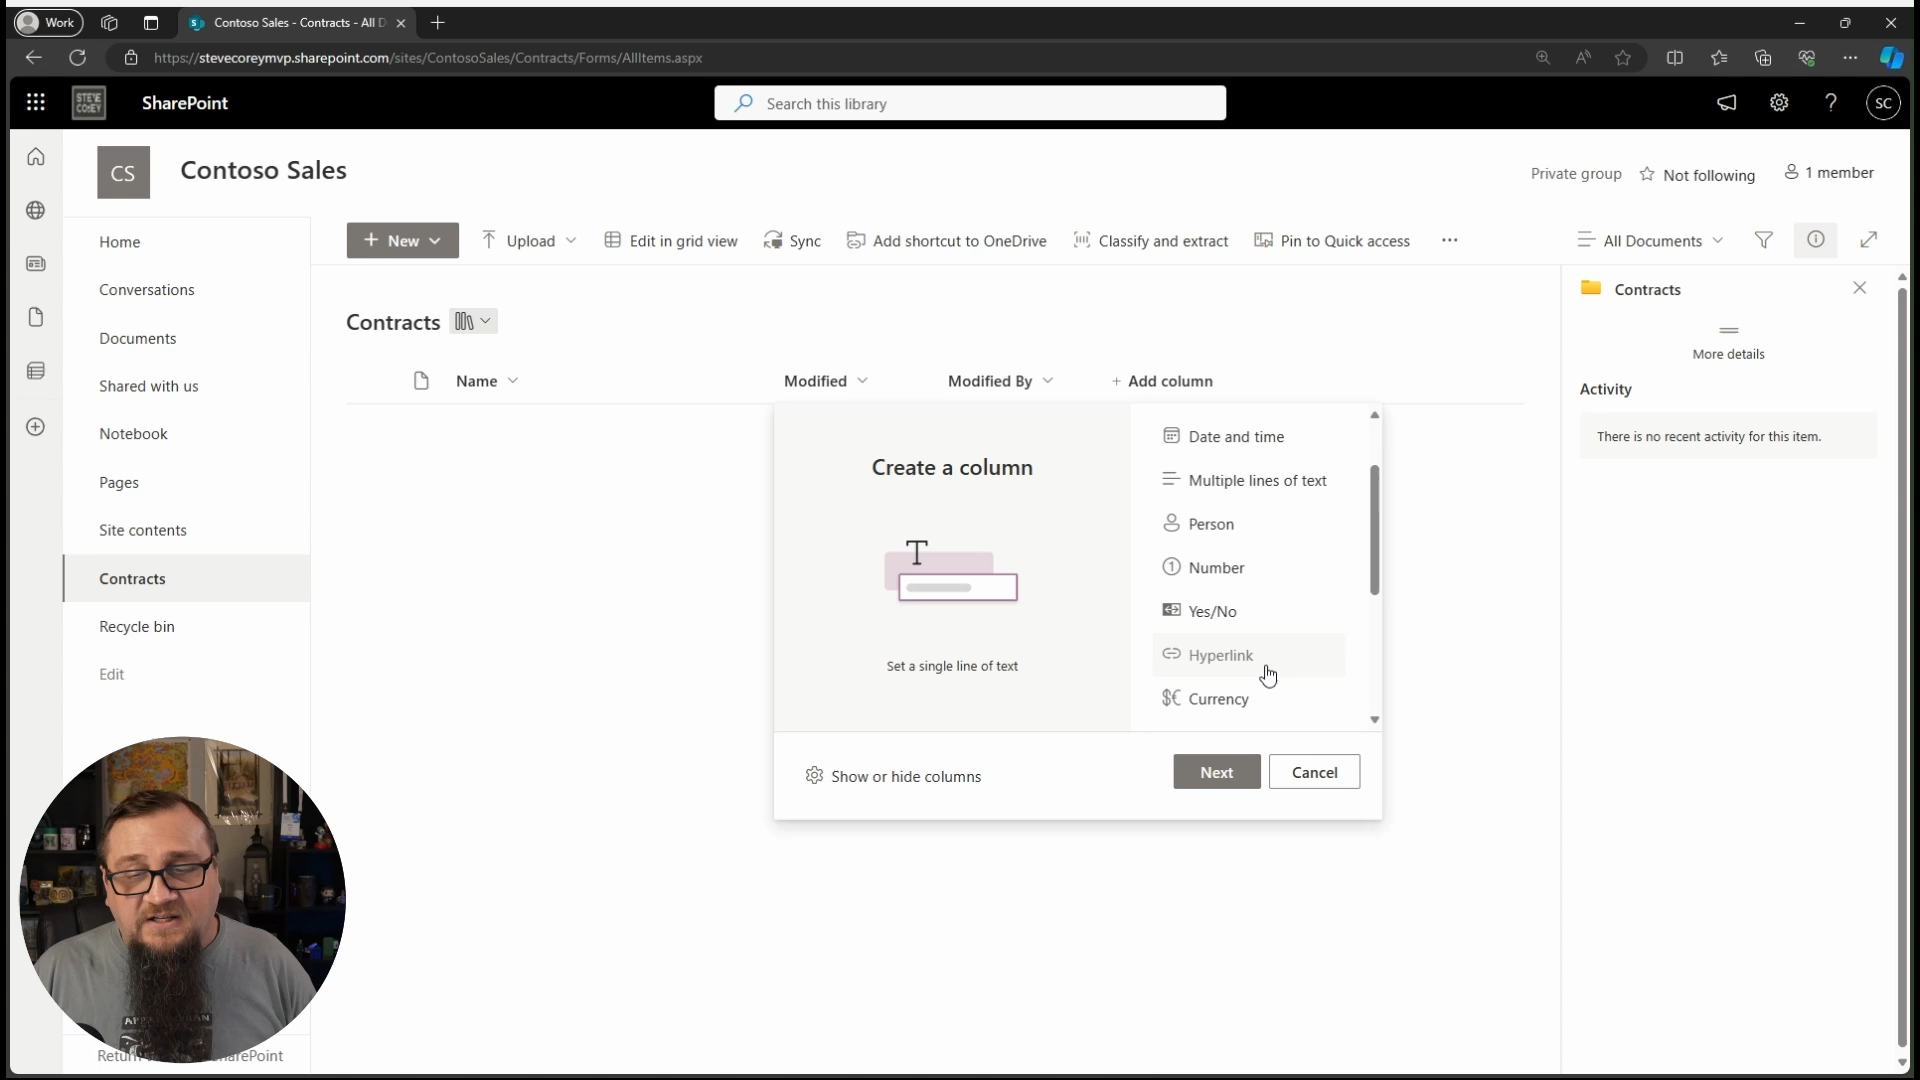 Work
Contoso Sales - Contracts - All D
https://stevecoreymvp.sharepoint.com/sites/ContosoSales/Contracts/Forms/AllItems.aspx
STEVE
COREY
SharePoint
Search this library
?
SC
CS
Contoso Sales
Private group
Not following
1 member
Home
Conversations
Documents
Shared with us
Notebook
Pages
Site contents
Contracts
Recycle bin
Edit
+ New
Upload
Edit in grid view
Sync
Add shortcut to OneDrive
Classify and extract
Pin to Quick access
...
All Documents
Contracts
Name
Modified
Modified By
+ Add column
Create a column
T
Set a single line of text
Date and time
Multiple lines of text
Person
Number
Yes/No
Hyperlink
Currency
Show or hide columns
Next
Cancel
Contracts
More details
Activity
There is no recent activity for this item.